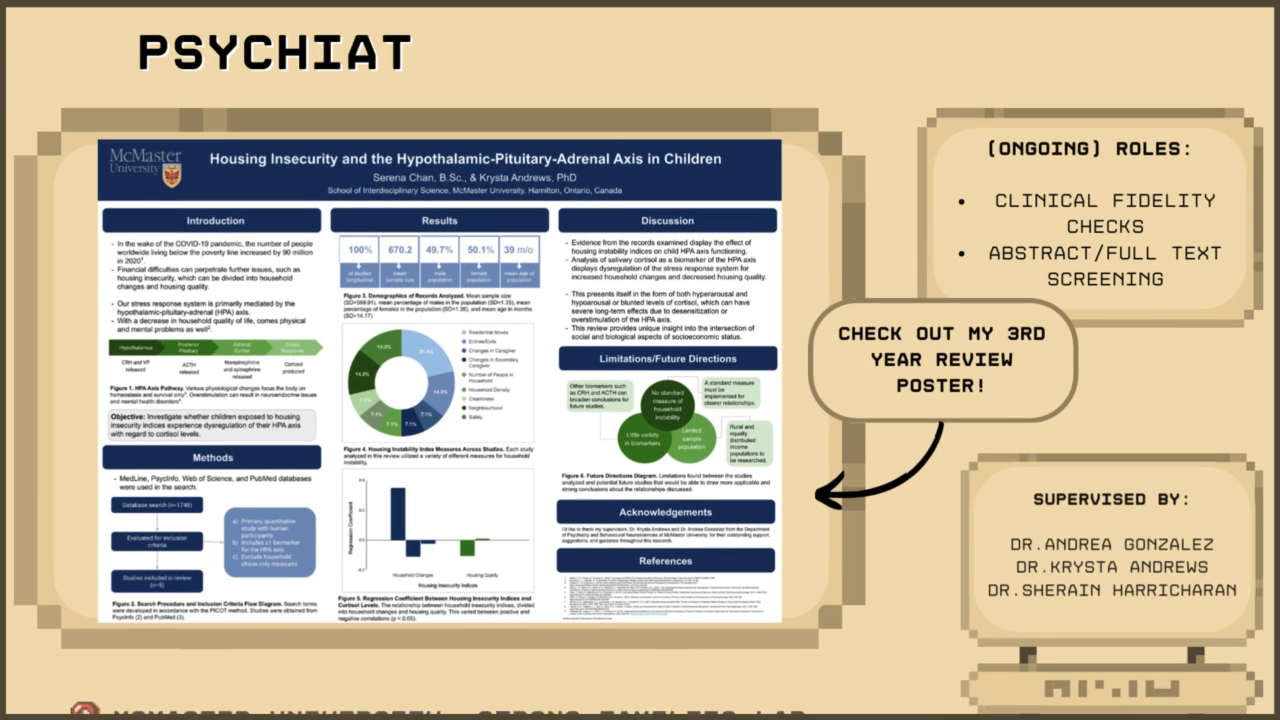 PSYCHIAT
McMaster
University
Housing Insecurity and the Hypothalamic-Pituitary-Adrenal Axis in Children
Serena Chan, B.Sc., & Krysta Andrews, PhD
School of Interdisciplinary Science, McMaster University, Hamilton, Ontario, Canada
Introduction
- In the wake of the COVID-19 pandemic, the number of people
worldwide living below the poverty line increased by 90 million
in 2020¹.
- Financial difficulties can perpetrate further issues, such as
housing insecurity, which can be divided into household
changes and housing quality.
- Our stress response system is primarily mediated by the
hypothalamic-pituitary-adrenal (HPA) axis.
- With a decrease in household quality of life, comes physical
and mental problems as well².
Hypothalamus
Posterior
Pituitary
Adrenal
Cortex
Stress
Response
CRH and VP
released
ACTH
released
Norepinephrine
and epinephrine
released
Cortisol
produced
Figure 1. HPA Axis Pathway. Various physiological changes focus the body on
homeostasis and survival only³. Overstimulation can result in neuroendocrine issues
and mental health disorders⁴.
Objective: Investigate whether children exposed to housing
insecurity indices experience dysregulation of their HPA axis
with regard to cortisol levels.
Methods
- MedLine, PsycInfo, Web of Science, and PubMed databases
were used in the search.
Database search (n=1748)
Evaluated for inclusion
criteria
Studies included in review
(n=5)
a) Primary, quantitative
study with human
participants
b) Includes ≥1 biomarker
for the HPA axis
c) Exclude household
chaos only measures
Figure 2. Search Procedure and Inclusion Criteria Flow Diagram. Search terms
were developed in accordance with the PICOT method. Studies were obtained from
PsycInfo (2) and PubMed (3).
Results
100% 670.2 49.7% 50.1% 39 m/o
of studies
longitudinal
mean
sample size
male
population
female
population
mean age of
population
Figure 3. Demographics of Records Analyzed. Mean sample size
(SD=569.91), mean percentage of males in the population (SD=1.35), mean
percentage of females in the population (SD=1.38), and mean age in months
(SD=14.17)
21.4%
14.3%
7.1%
7.1%
7.1%
7.1%
14.3%
14.3%
Residential Moves
Entries/Exits
Changes in Caregiver
Changes in Secondary
Caregiver
Number of People in
Household
Household Density
Cleanliness
Neighbourhood
Safety
Figure 4. Housing Instability Index Measures Across Studies. Each study
analyzed in this review utilized a variety of different measures for household
instability.
0.4
0.2
0.0
-0.2
Regression Coefficient
Household Changes
Housing Quality
Housing Insecurity Indices
Figure 5. Regression Coefficient Between Housing Insecurity Indices and
Cortisol Levels. The relationship between household insecurity indices, divided
into household changes and housing quality. This varied between positive and
negative correlations (p = 0.05).
Discussion
- Evidence from the records examined display the effect of
housing instability indices on child HPA axis functioning.
- Analysis of salivary cortisol as a biomarker of the HPA axis
displays dysregulation of the stress response system for
increased household changes and decreased household quality.
- This presents itself in the form of both hyperarousal and
hypoarousal or blunted levels of cortisol, which can have
severe long-term effects due to desensitization or
overstimulation of the HPA axis.
- This review provides unique insight into the intersection of
social and biological aspects of socioeconomic status.
Limitations/Future Directions
Other biomarkers such
as CRH and ACTH can
broaden conclusions for
future studies.
No standard
measure of
household
instability
A standard measure
must be
implemented for
clearer relationships.
Little variety
in biomarkers
Limited
sample
population
Rural and
equally
distributed
income
populations to
be researched.
Figure 6. Future Directions Diagram. Limitations found between the studies
analyzed and potential future studies that would be able to draw more applicable and
strong conclusions about the relationships discussed.
Acknowledgements
I'd like to thank my supervisor, Dr. Krysta Andrews and Dr. Andrea Gonzalez from the Department
of Psychiatry and Behavioural Neurosciences at McMaster University, for their outstanding support,
suggestions, and guidance throughout this research.
References
(ONGOING) ROLES:
• CLINICAL FIDELITY
CHECKS
• ABSTRACT/FULL TEXT
SCREENING
CHECK OUT MY 3RD
YEAR REVIEW
POSTER!
SUPERVISED BY:
DR.ANDREA GONZALEZ
DR.KRYSTA ANDREWS
DR.SHERAIN HARRICHARAN